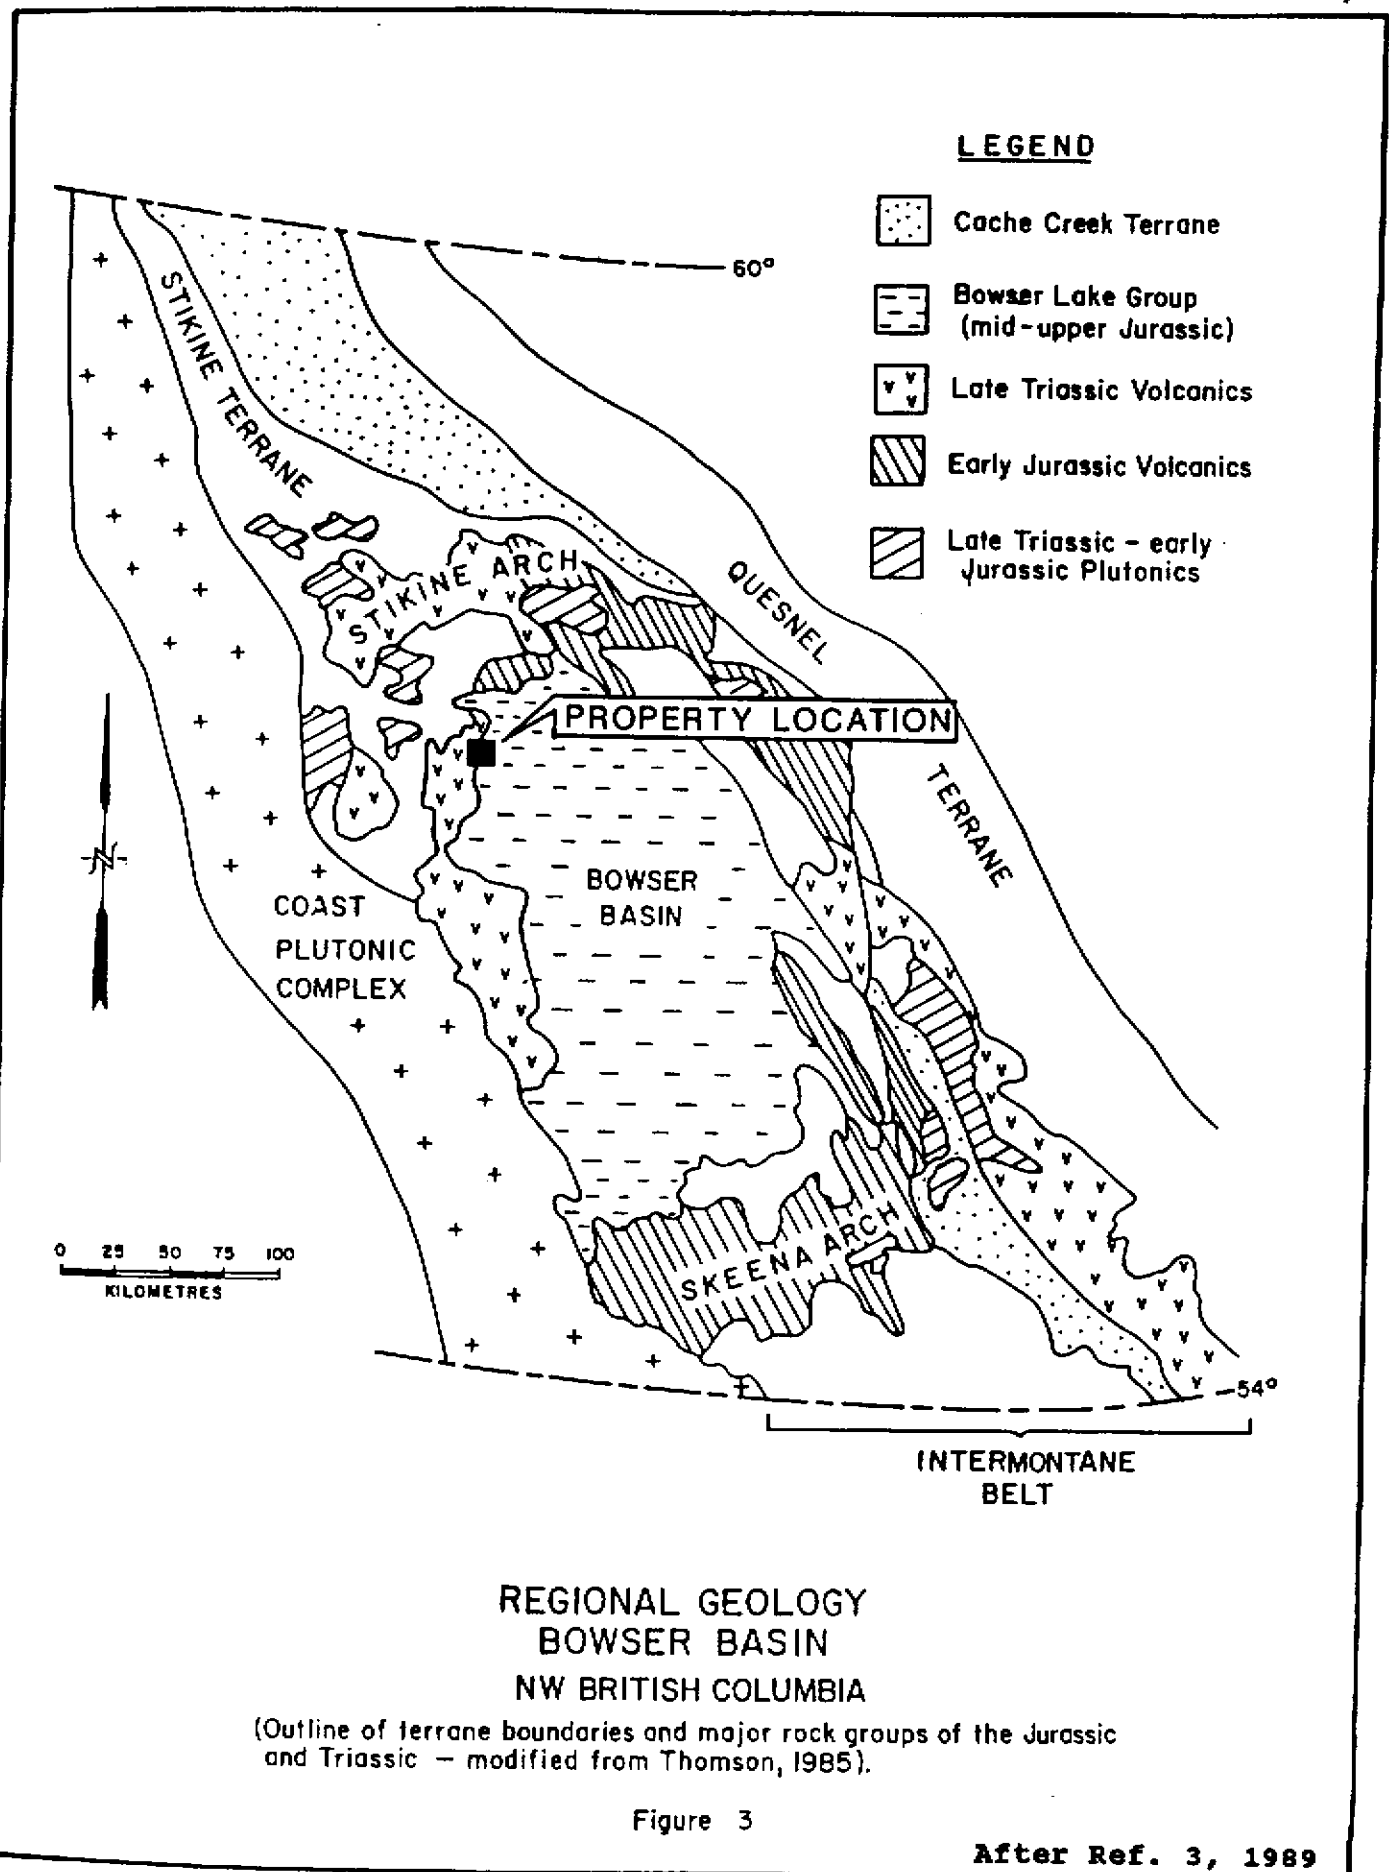 LEGEND
Cache Creek Terrane
Bowser Lake Group
(mid-upper Jurassic)
Late Triassic Volcanics
Early Jurassic Volcanics
Late Triassic - early
Jurassic Plutonics
60°
STIKINE TERRANE
STIKINE ARCH
QUESNEL
TERRANE
PROPERTY LOCATION
BOWSER
BASIN
COAST
PLUTONIC
COMPLEX
N
SKEENA ARCH
0 25 50 75 100
KILOMETRES
54°
INTERMONTANE
BELT
REGIONAL GEOLOGY
BOWSER BASIN
NW BRITISH COLUMBIA
(Outline of terrane boundaries and major rock groups of the Jurassic
and Triassic - modified from Thomson, 1985).
Figure 3
After Ref. 3, 1989